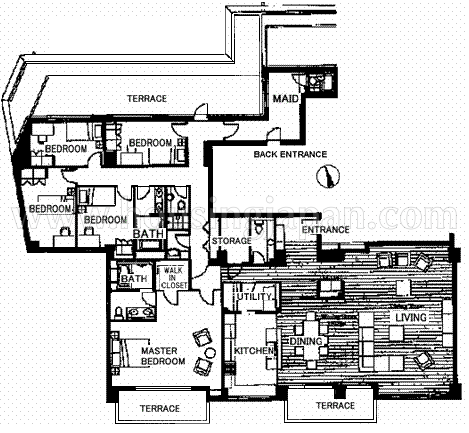 TERRACE
MAID
BEDROOM
BEDROOM
BACK ENTRANCE
BEDROOM
BEDROOM
BATH
STORAGE
ENTRANCE
BATH
WALK
IN
CLOSET
UTILITY
LIVING
DINING
KITCHEN
MASTER
BEDROOM
TERRACE
TERRACE